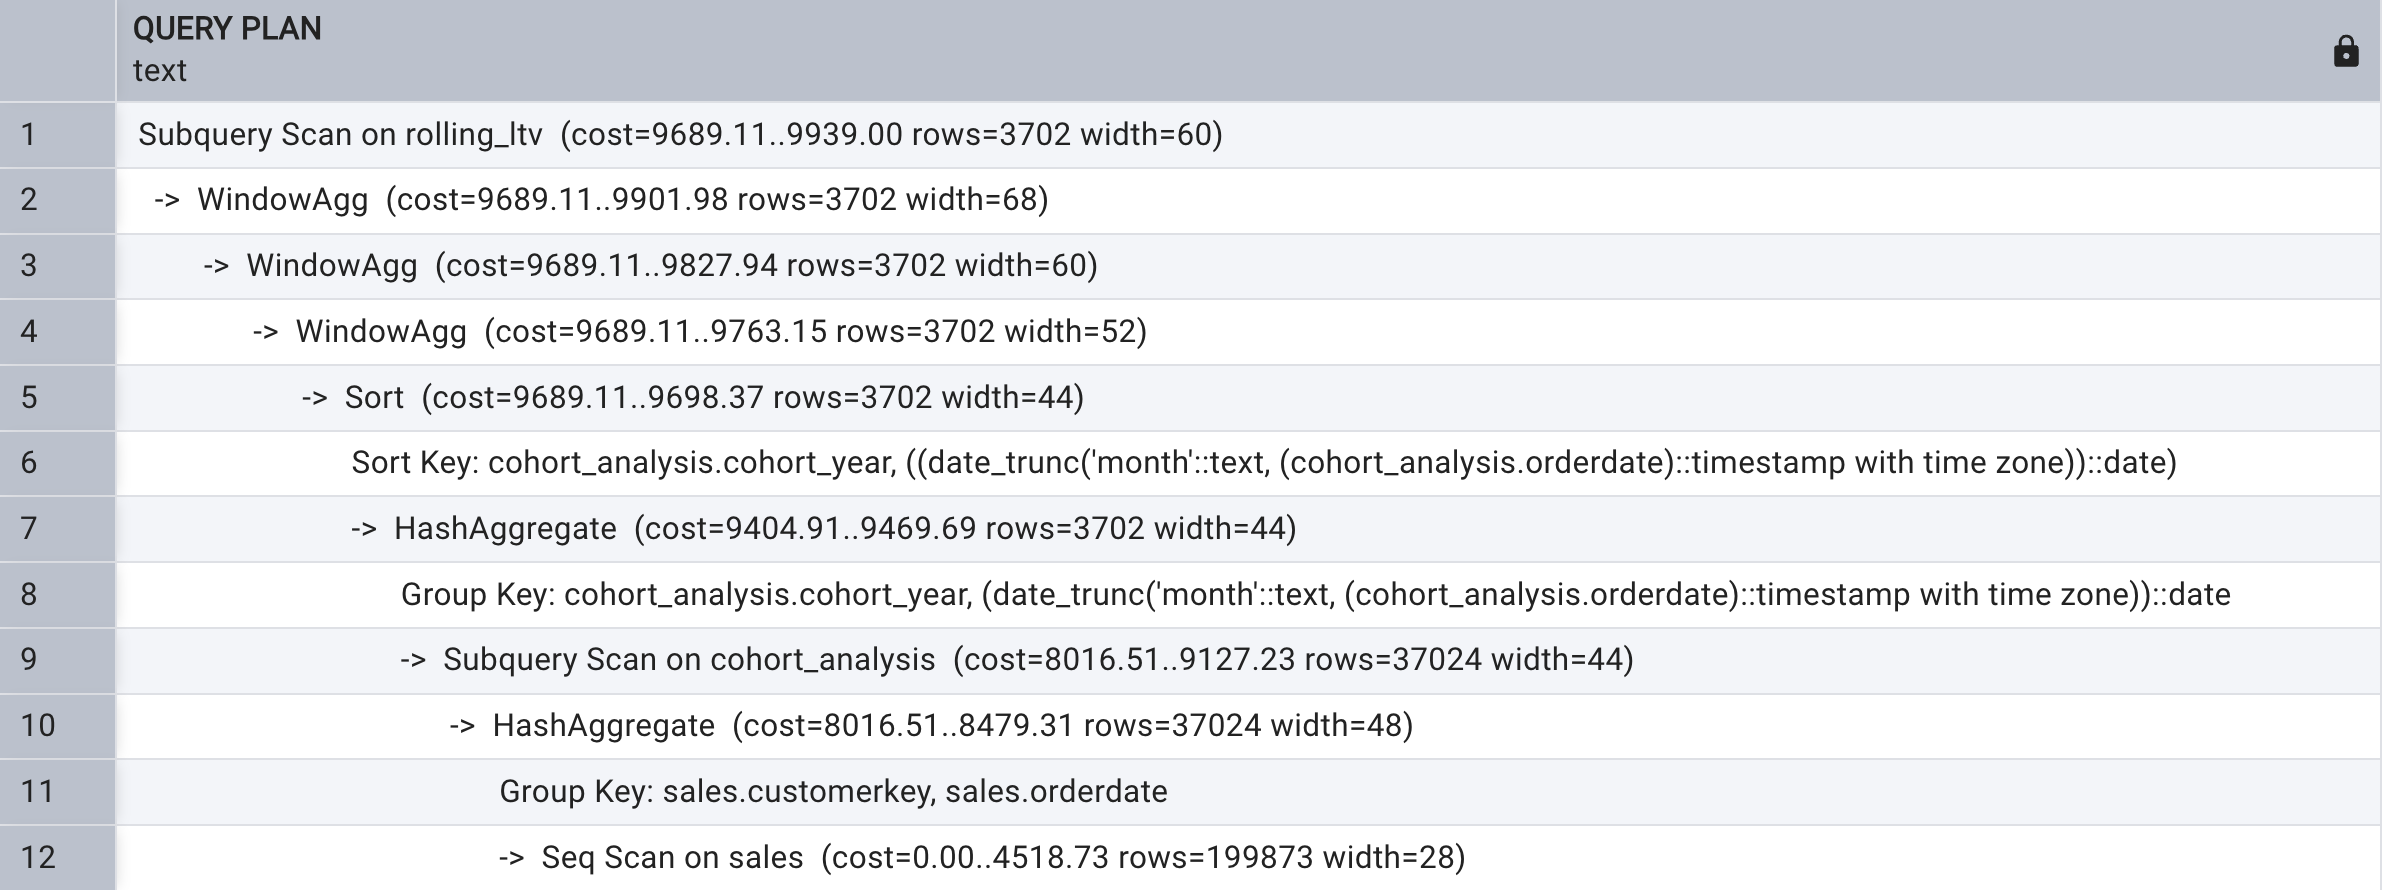 QUERY PLAN
text
1 Subquery Scan on rolling_ltv (cost=9689.11..9939.00 rows=3702 width=60)
2 -> WindowAgg (cost=9689.11..9901.98 rows=3702 width=68)
3 -> WindowAgg (cost=9689.11..9827.94 rows=3702 width=60)
4 -> WindowAgg (cost=9689.11..9763.15 rows=3702 width=52)
5 -> Sort (cost=9689.11..9698.37 rows=3702 width=44)
6 Sort Key: cohort_analysis.cohort_year, ((date_trunc('month'::text, (cohort_analysis.orderdate)::timestamp with time zone))::date)
7 -> HashAggregate (cost=9404.91..9469.69 rows=3702 width=44)
8 Group Key: cohort_analysis.cohort_year, (date_trunc('month'::text, (cohort_analysis.orderdate)::timestamp with time zone))::date
9 -> Subquery Scan on cohort_analysis (cost=8016.51..9127.23 rows=37024 width=44)
10 -> HashAggregate (cost=8016.51..8479.31 rows=37024 width=48)
11 Group Key: sales.customerkey, sales.orderdate
12 -> Seq Scan on sales (cost=0.00..4518.73 rows=199873 width=28)